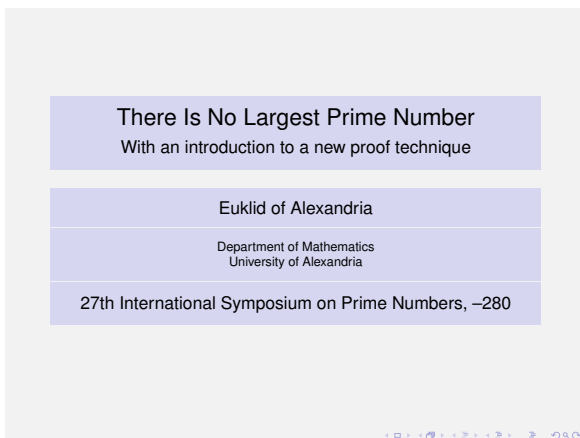 There Is No Largest Prime Number
With an introduction to a new proof technique
Euklid of Alexandria
Department of Mathematics
University of Alexandria
27th International Symposium on Prime Numbers, –280